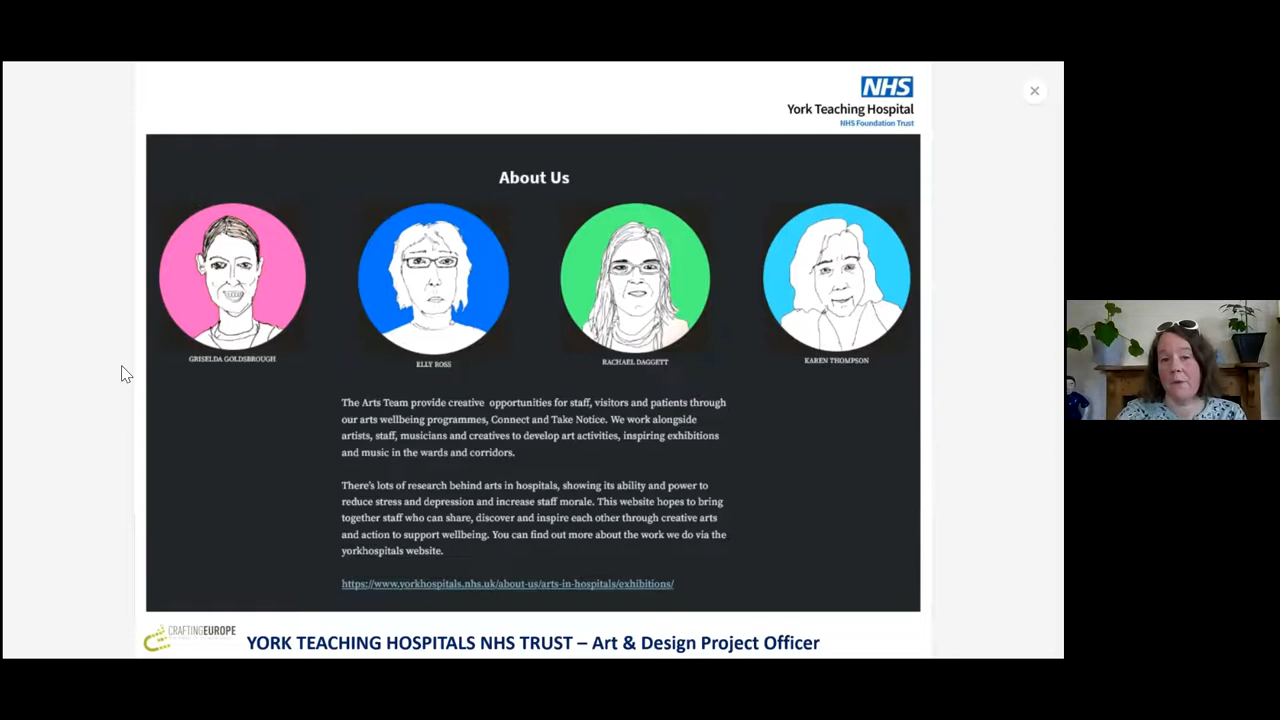 NHS
York Teaching Hospital
NHS Foundation Trust
About Us
GRISELDA GOLDSBROUGH
ELLY ROSS
RACHAEL DAGGETT
KAREN THOMPSON
The Arts Team provide creative opportunities for staff, visitors and patients through
our arts wellbeing programmes, Connect and Take Notice. We work alongside
artists, staff, musicians and creatives to develop art activities, inspiring exhibitions
and music in the wards and corridors.
There's lots of research behind arts in hospitals, showing its ability and power to
reduce stress and depression and increase staff morale. This website hopes to bring
together staff who can share, discover and inspire each other through creative arts
and action to support wellbeing. You can find out more about the work we do via the
yorkhospitals website.
https://www.yorkhospitals.nhs.uk/about-us/arts-in-hospitals/exhibitions/
CRAFTINGEUROPE
YORK TEACHING HOSPITALS NHS TRUST – Art & Design Project Officer